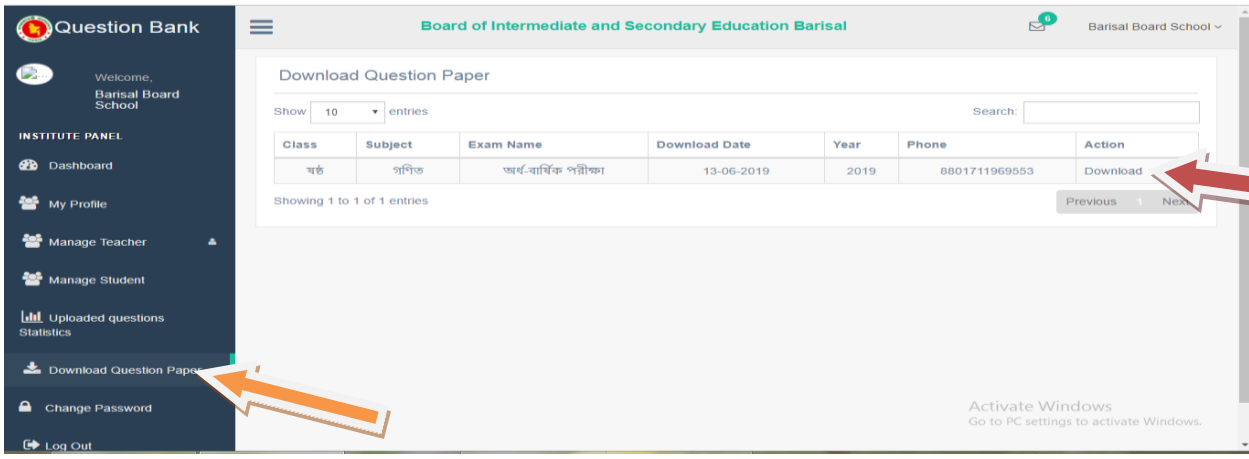 Question Bank
Welcome,
Barisal Board
School
INSTITUTE PANEL
Dashboard
My Profile
Manage Teacher
Manage Student
Uploaded questions
Statistics
Download Question Paper
Change Password
Log Out
Board of Intermediate and Secondary Education Barisal
6
Barisal Board School
Download Question Paper
Show 10 entries
Search:
Class Subject Exam Name Download Date Year Phone Action
ষষ্ঠ গণিত অর্ধ-বার্ষিক পরীক্ষা 13-06-2019 2019 8801711969553 Download
Showing 1 to 1 of 1 entries
Previous 1 Next
Activate Windows
Go to PC settings to activate Windows.